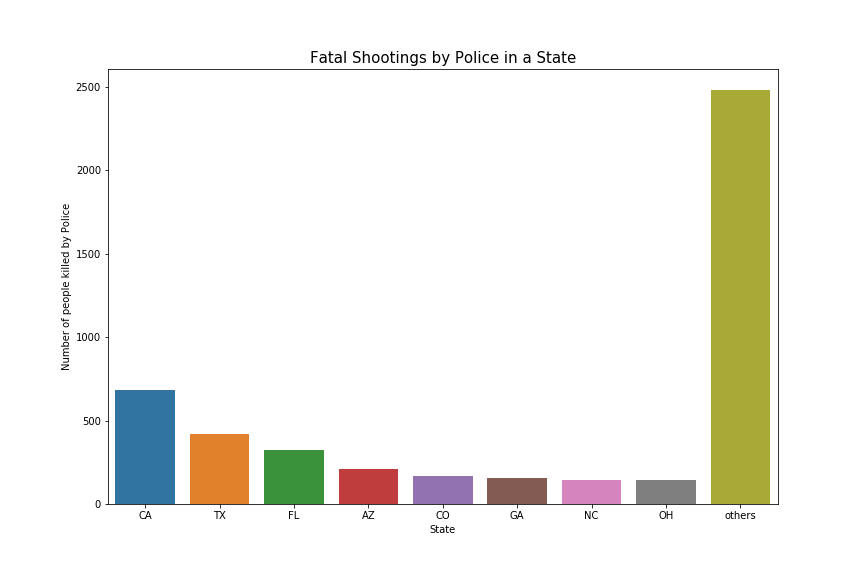 Fatal Shootings by Police in a State
Number of people killed by Police
2500
2000
1500
1000
500
0
CA TX FL AZ CO GA NC OH others
State